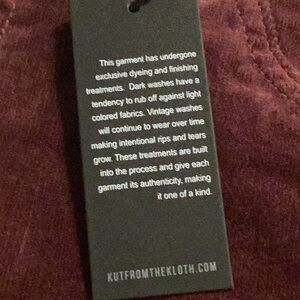 This garment has undergone
exclusive dyeing and finishing
treatments. Dark washes have a
tendency to rub off against light
colored fabrics. Vintage washes
will continue to wear over time
making intentional rips and tears
grow. These treatments are built
into the process and give each
garment its authenticity, making
it one of a kind.
KUTFROMTHEKLOTH.COM